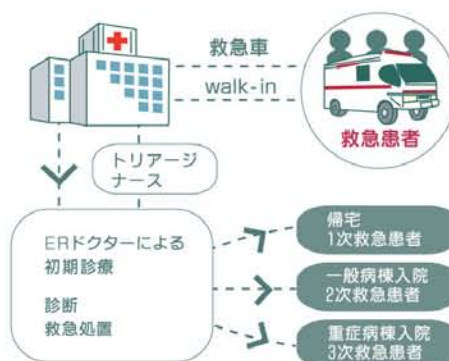 救急車
walk-in
救急患者
トリアージ
ナース
ERドクターによる
初期診療
診断
救急処置
帰宅
1次救急患者
一般病棟入院
2次救急患者
重症病棟入院
3次救急患者